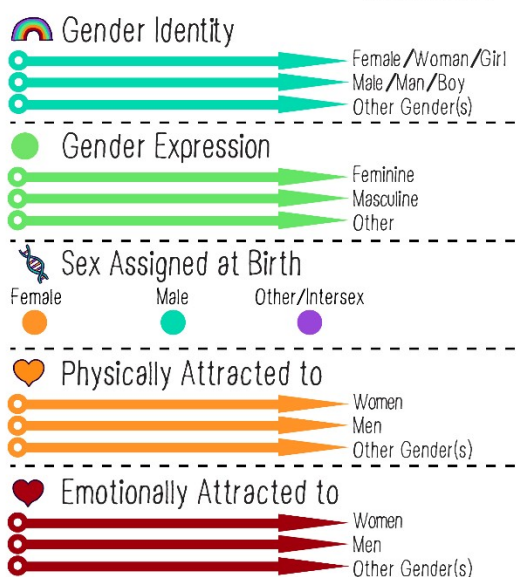 Gender Identity
Female/Woman/Girl
Male/Man/Boy
Other Gender(s)
Gender Expression
Feminine
Masculine
Other
Sex Assigned at Birth
Female Male Other/Intersex
Physically Attracted to
Women
Men
Other Gender(s)
Emotionally Attracted to
Women
Men
Other Gender(s)